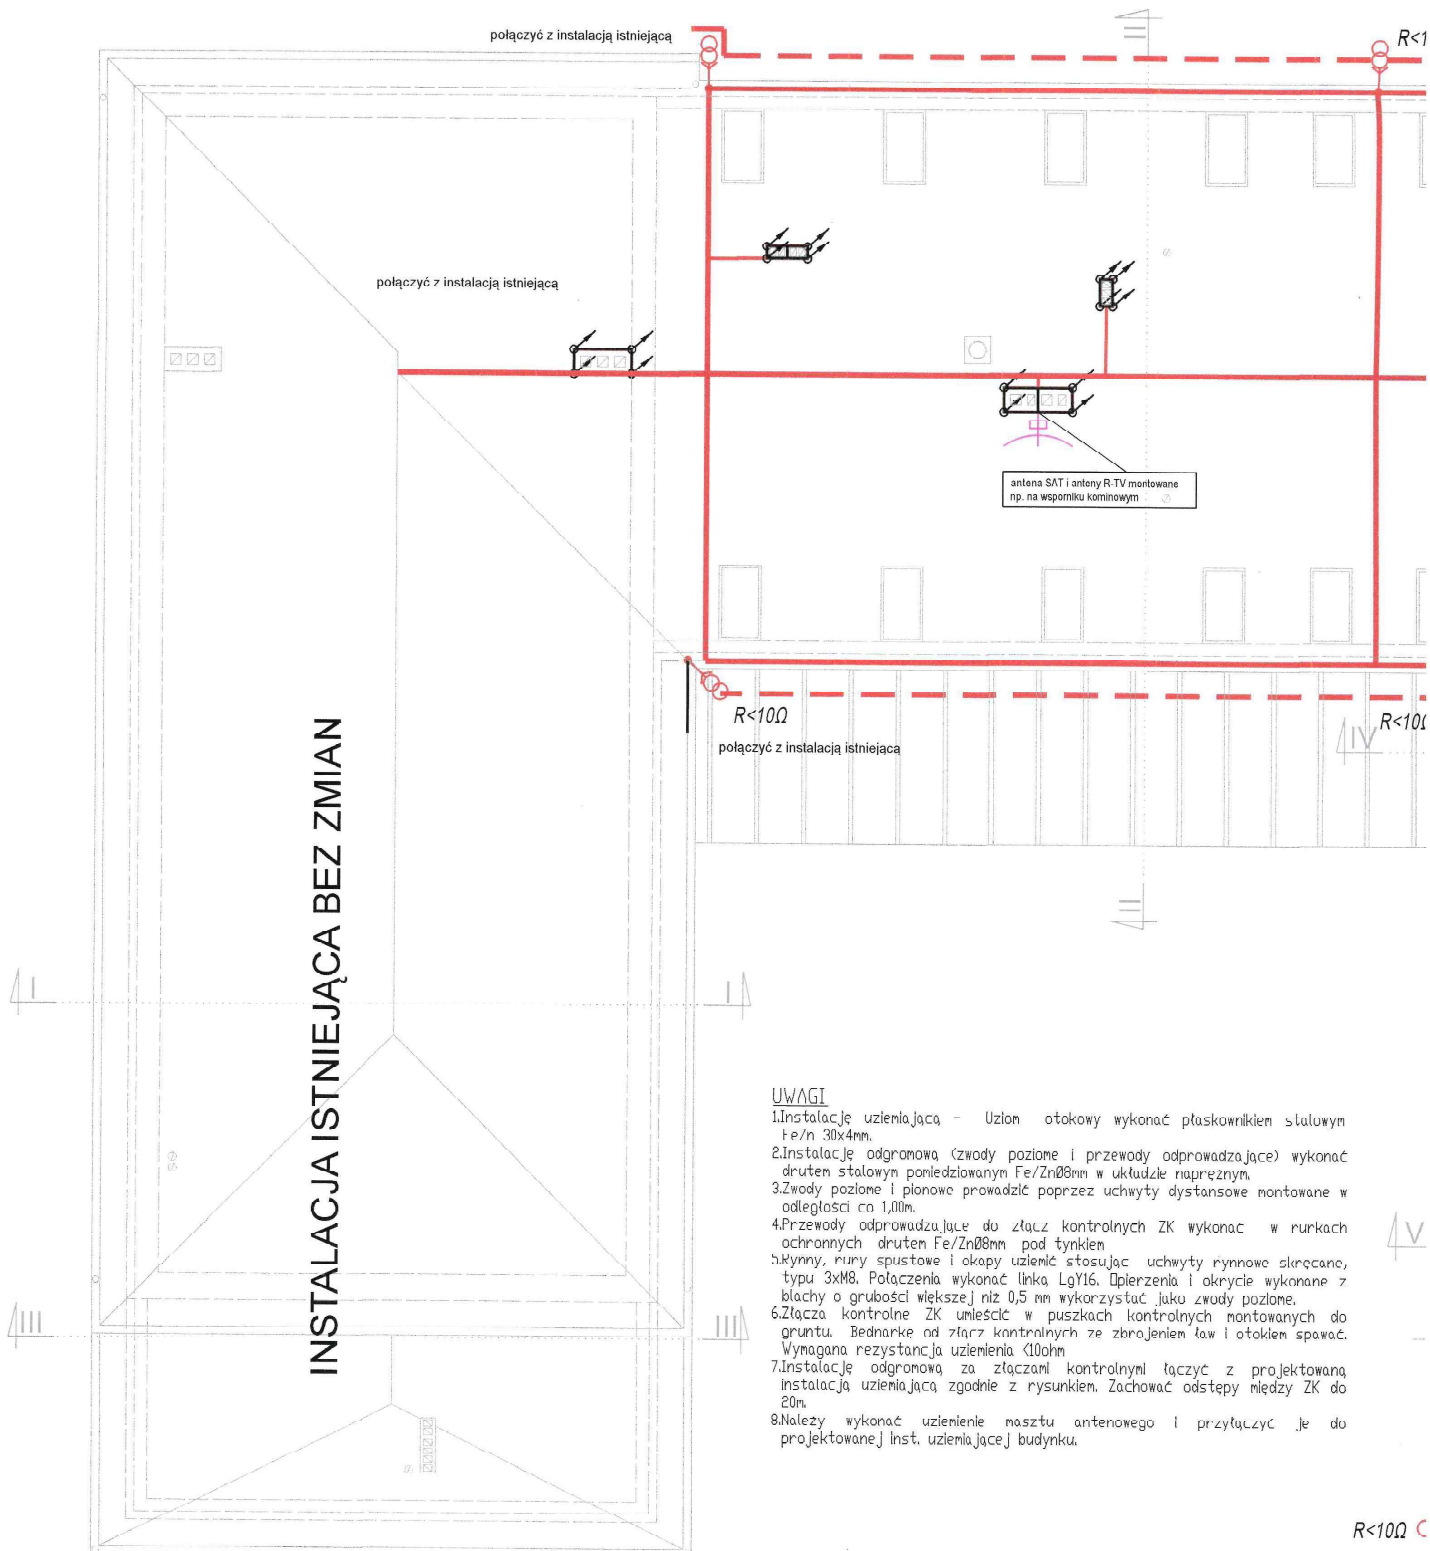 połączyć z instalacją istniejącą
II
R<1
połączyć z instalacją istniejącą
antena SAT i anteny R-TV montowane
np. na wsporniku kominowym
R<10Ω
połączyć z instalacją istniejącą
R<10Ω
IV
INSTALACJA ISTNIEJĄCA BEZ ZMIAN
II
I
I
UWAGI
1.Instalację uziemiającą - Uziom otokowy wykonać płaskownikiem stalowym
Fe/n 30x4mm.
2.Instalację odgromową (zwody poziome i przewody odprowadzające) wykonać
drutem stalowym pomiedziowanym Fe/ZnØ8mm w układzie naprężnym.
3.Zwody poziome i pionowe prowadzić poprzez uchwyty dystansowe montowane w
odległości co 1,00m.
4.Przewody odprowadzające do złącz kontrolnych ZK wykonać w rurkach
ochronnych drutem Fe/ZnØ8mm pod tynkiem
5.Rynny, rury spustowe i okapy uziemić stosując uchwyty rynnowe skręcane,
typu 3xM8. Połączenia wykonać linką LgY16. Opierzenia i okrycie wykonane z
blachy o grubości większej niż 0,5 mm wykorzystać jako zwody poziome.
6.Złącza kontrolne ZK umieścić w puszkach kontrolnych montowanych do
gruntu. Bednarkę od złącz kontrolnych ze zbrojeniem ław i otokiem spawać.
Wymagana rezystancja uziemienia <10ohm
7.Instalację odgromową za złączami kontrolnymi łączyć z projektowaną
instalacją uziemiającą zgodnie z rysunkiem. Zachować odstępy między ZK do
20m.
8.Należy wykonać uziemienie masztu antenowego i przyłączyć je do
projektowanej inst. uziemiającej budynku.
V
III
III
R<10Ω